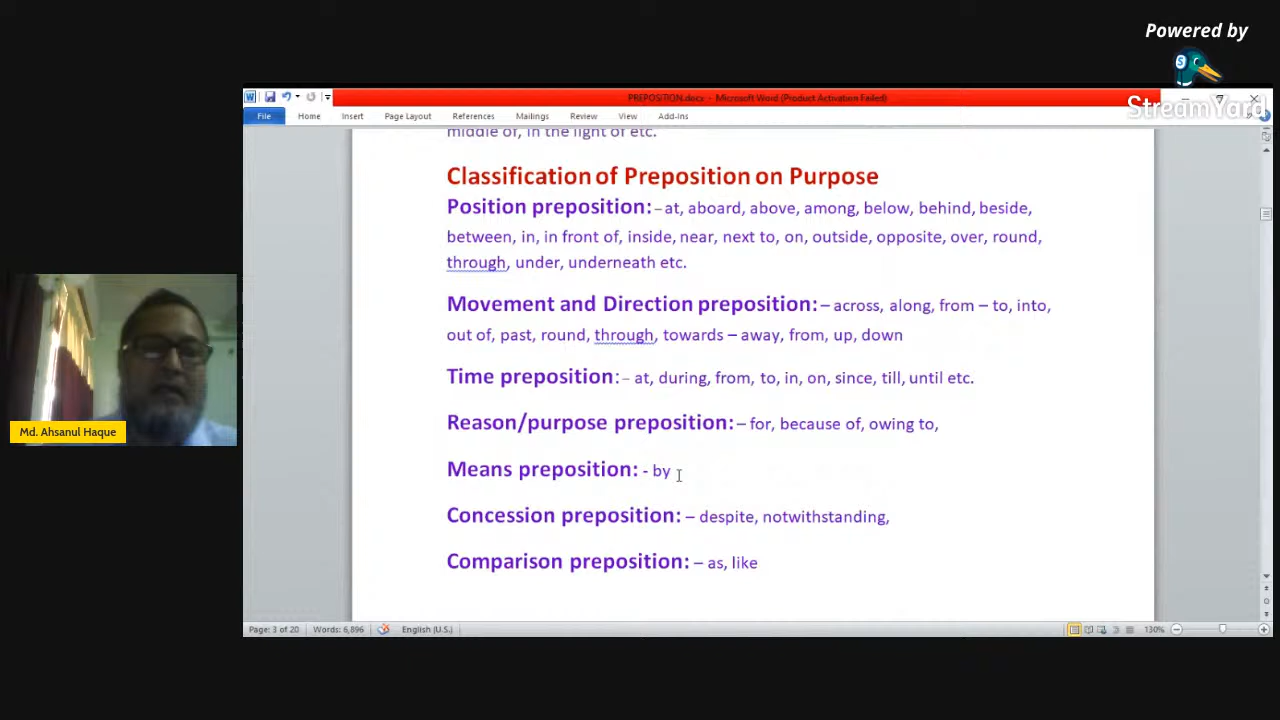 Powered by
StreamYard
PREPOSITION.docx - Microsoft Word (Product Activation Failed)
File Home Insert Page Layout References Mailings Review View Add-Ins
middle of, in the light of etc.
Classification of Preposition on Purpose
Position preposition: – at, aboard, above, among, below, behind, beside,
between, in, in front of, inside, near, next to, on, outside, opposite, over, round,
through, under, underneath etc.
Movement and Direction preposition: – across, along, from – to, into,
out of, past, round, through, towards – away, from, up, down
Time preposition: – at, during, from, to, in, on, since, till, until etc.
Reason/purpose preposition: – for, because of, owing to,
Means preposition: - by
Concession preposition: – despite, notwithstanding,
Comparison preposition: – as, like
Md. Ahsanul Haque
Page: 3 of 20 Words: 6,896 English (U.S.) 130%